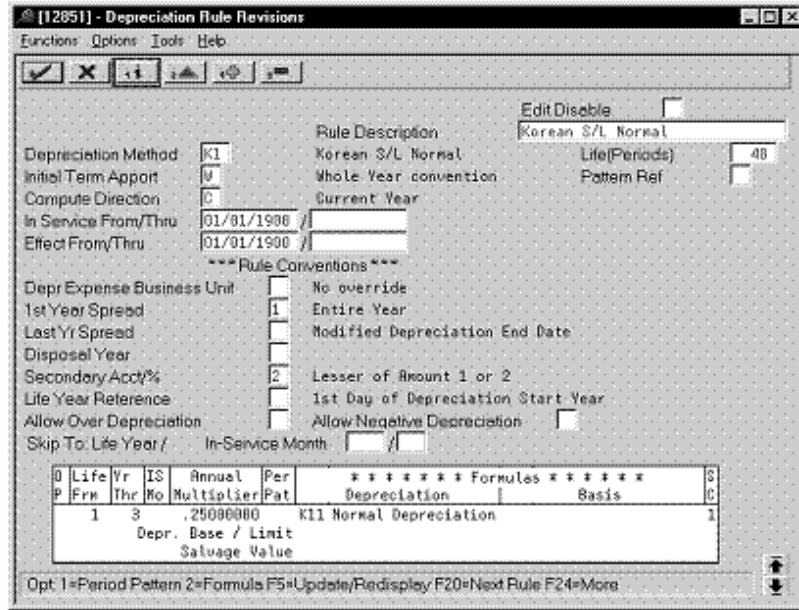 [12851] - Depreciation Rule Revisions
Functions Options Tools Help
Edit Disable
Rule Description Korean S/L Normal
Depreciation Method K1 Korean S/L Normal Life(Periods) 48
Initial Term Apport W Whole Year convention Pattern Ref
Compute Direction C Current Year
In Service From/Thru 01/01/1900 /
Effect From/Thru 01/01/1900 /
*** Rule Conventions ***
Depr Expense Business Unit No override
1st Year Spread 1 Entire Year
Last Yr Spread Modified Depreciation End Date
Disposal Year
Secondary Acct/% 2 Lesser of Amount 1 or 2
Life Year Reference 1st Day of Depreciation Start Year
Allow Over Depreciation Allow Negative Depreciation
Skip To: Life Year / In-Service Month /
O Life Yr IS Annual Per * * * * * * * Formulas * * * * * * S
P Frm Thr Mo Multiplier Pat Depreciation | Basis C
1 3 .25000000 K11 Normal Depreciation 1
Depr. Base / Limit
Salvage Value
Opt: 1=Period Pattern 2=Formula F5=Update/Redisplay F20=Next Rule F24=More